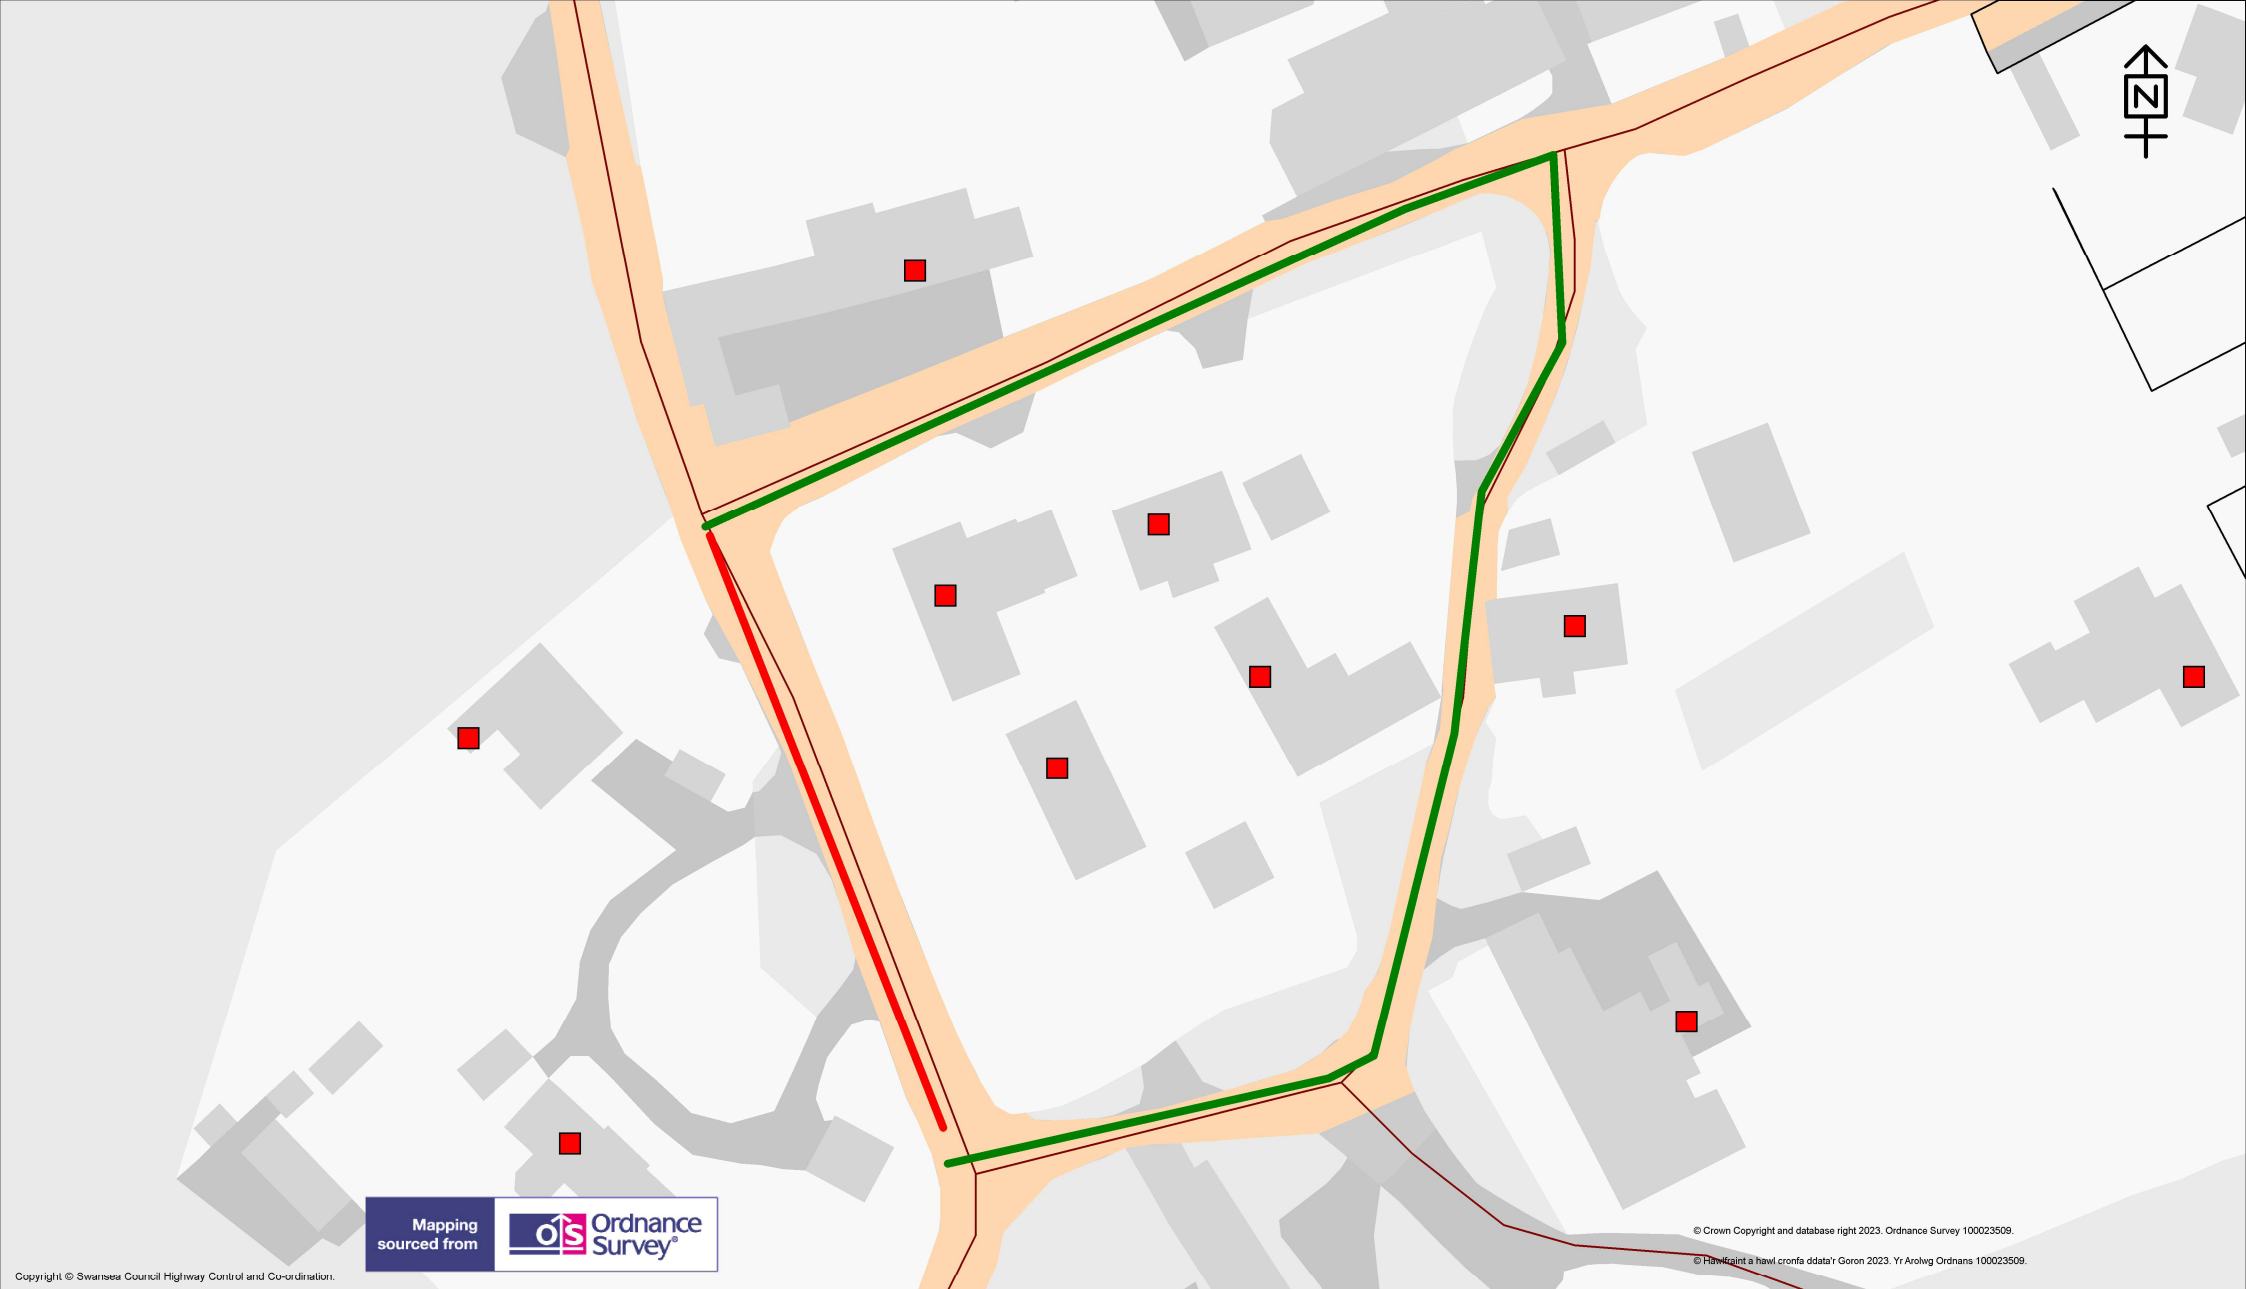 N
Mapping
sourced from
OS
Ordnance
Survey®
© Crown Copyright and database right 2023. Ordnance Survey 100023509.
© Hawlfraint a hawl cronfa ddata'r Goron 2023. Yr Arolwg Ordnans 100023509.
Copyright © Swansea Council Highway Control and Co-ordination.